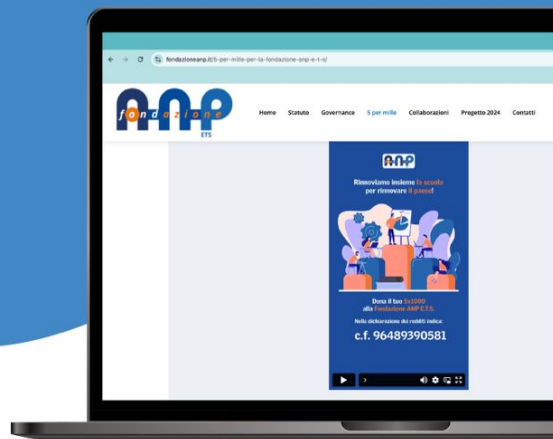 fondazioneanp.it/5-per-mille-per-la-fondazione-anp-e-t-s/
ANP
fondazione
ETS
Home Statuto Governance 5 per mille Collaborazioni Progetto 2024 Contatti
ANP
Rinnoviamo insieme la scuola
per rinnovare il paese!
Dona il tuo 5x1000
alla Fondazione ANP E.T.S.
Nella dichiarazione dei redditi indica:
c.f. 96489390581